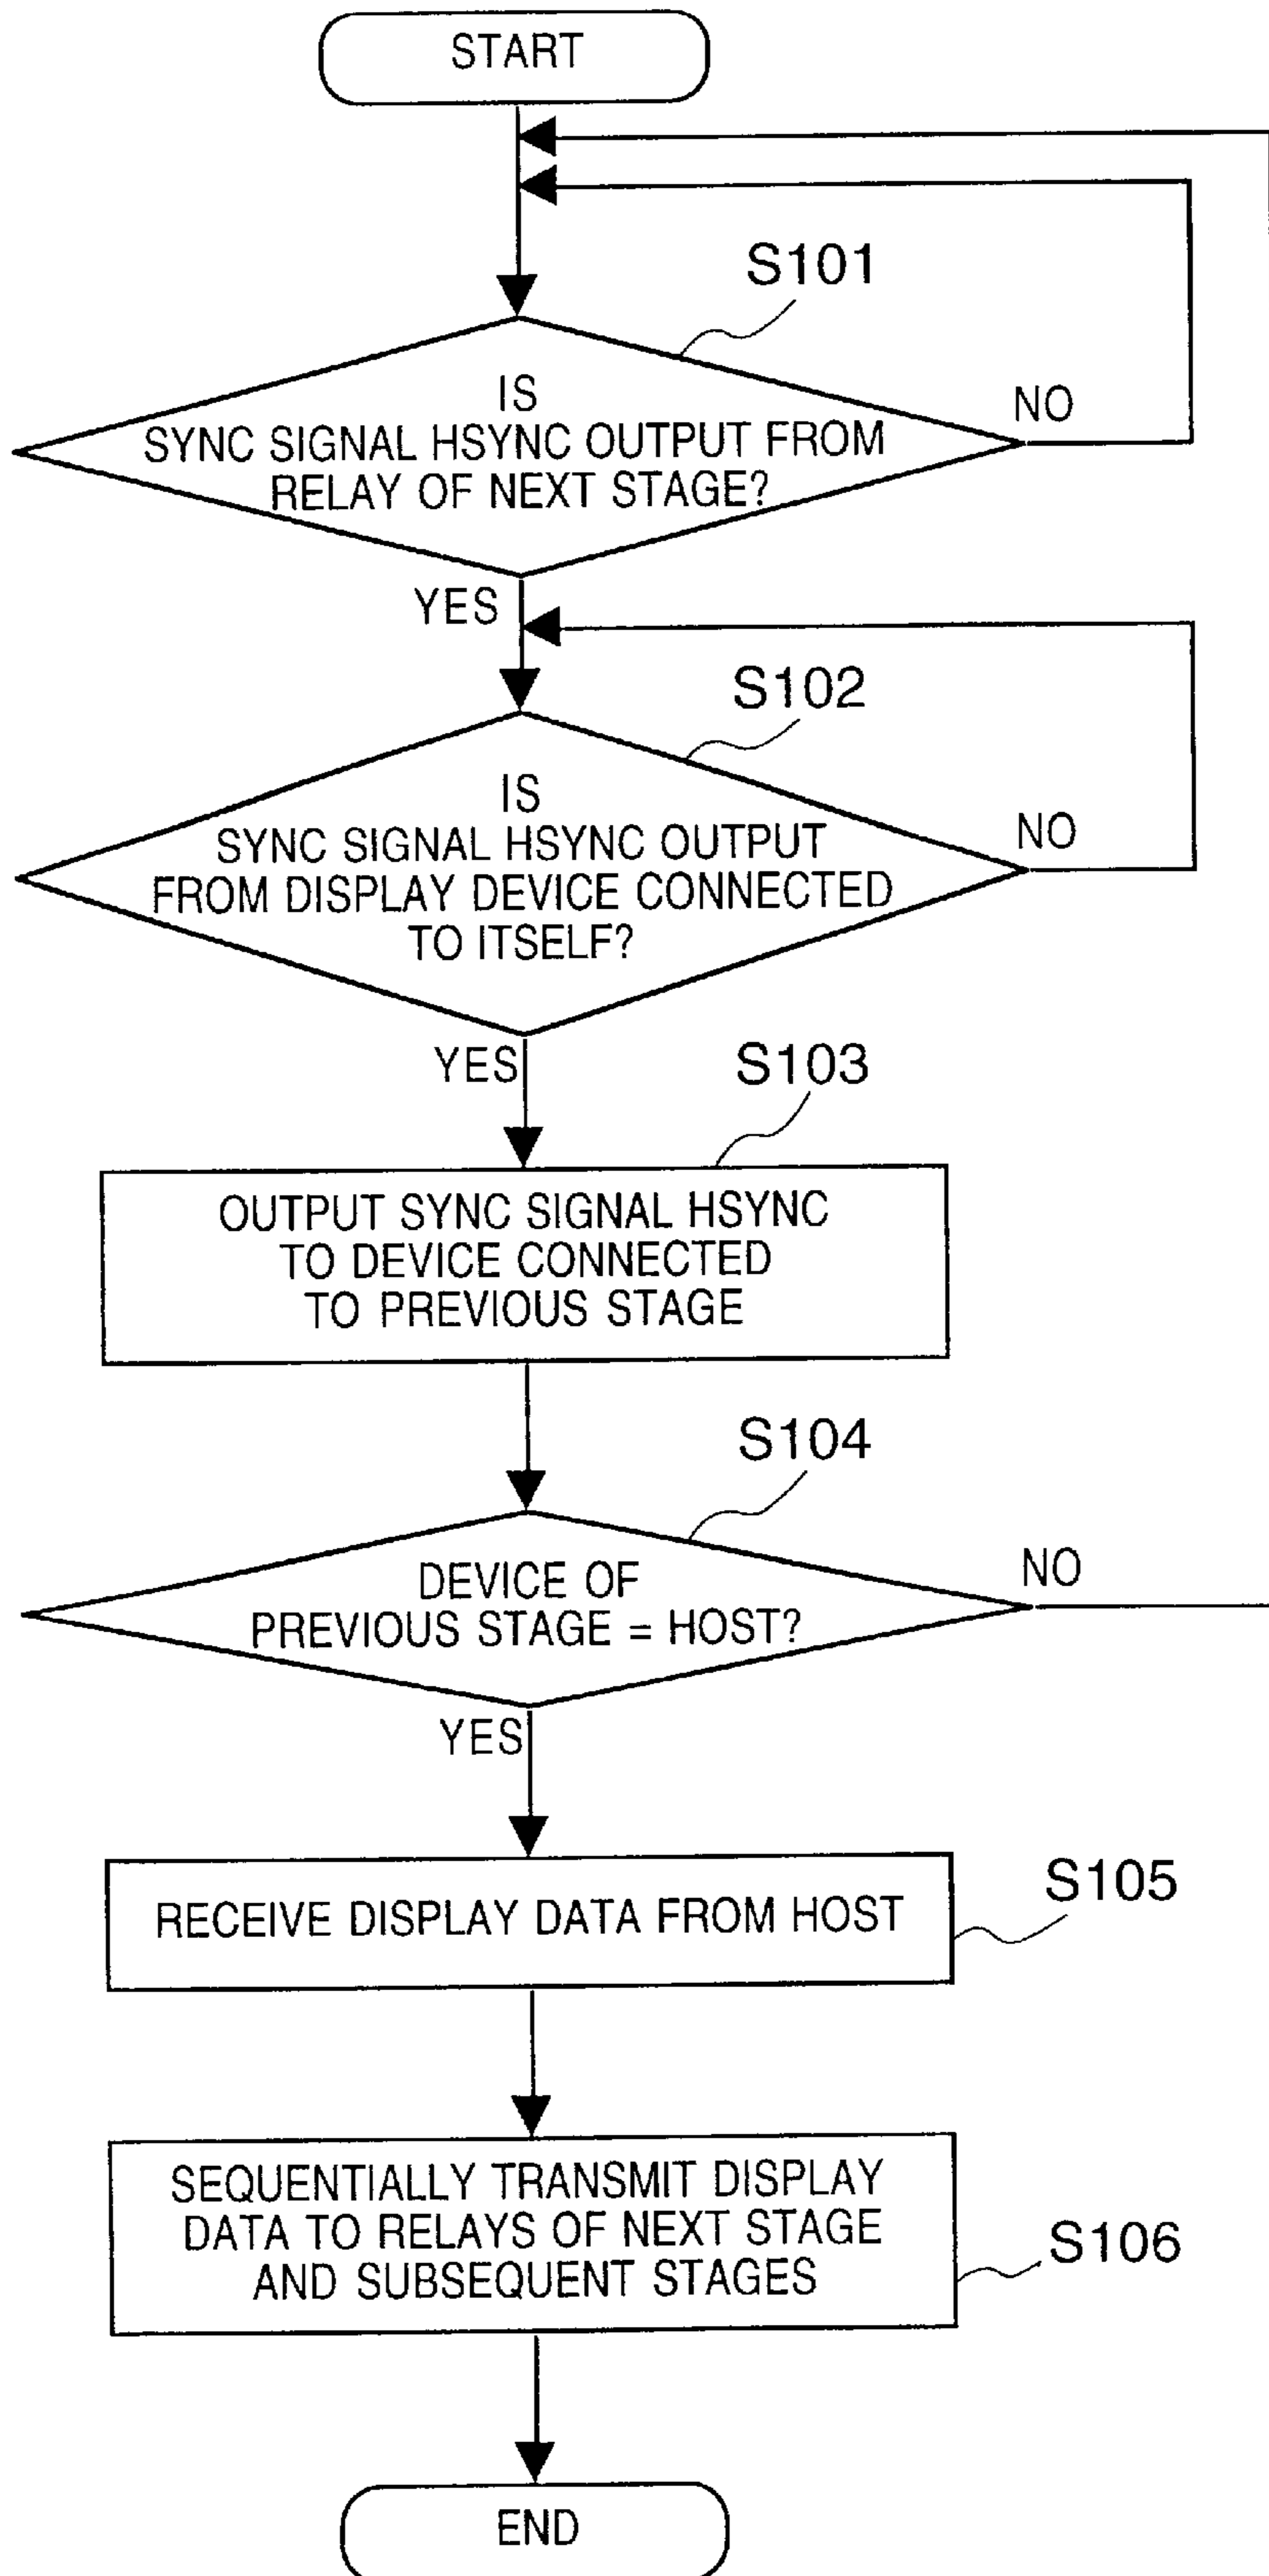 START
S101
IS
SYNC SIGNAL HSYNC OUTPUT FROM
RELAY OF NEXT STAGE?
NO
YES
S102
IS
SYNC SIGNAL HSYNC OUTPUT
FROM DISPLAY DEVICE CONNECTED
TO ITSELF?
NO
YES
S103
OUTPUT SYNC SIGNAL HSYNC
TO DEVICE CONNECTED
TO PREVIOUS STAGE
S104
DEVICE OF
PREVIOUS STAGE = HOST?
NO
YES
S105
RECEIVE DISPLAY DATA FROM HOST
SEQUENTIALLY TRANSMIT DISPLAY
DATA TO RELAYS OF NEXT STAGE
AND SUBSEQUENT STAGES
S106
END